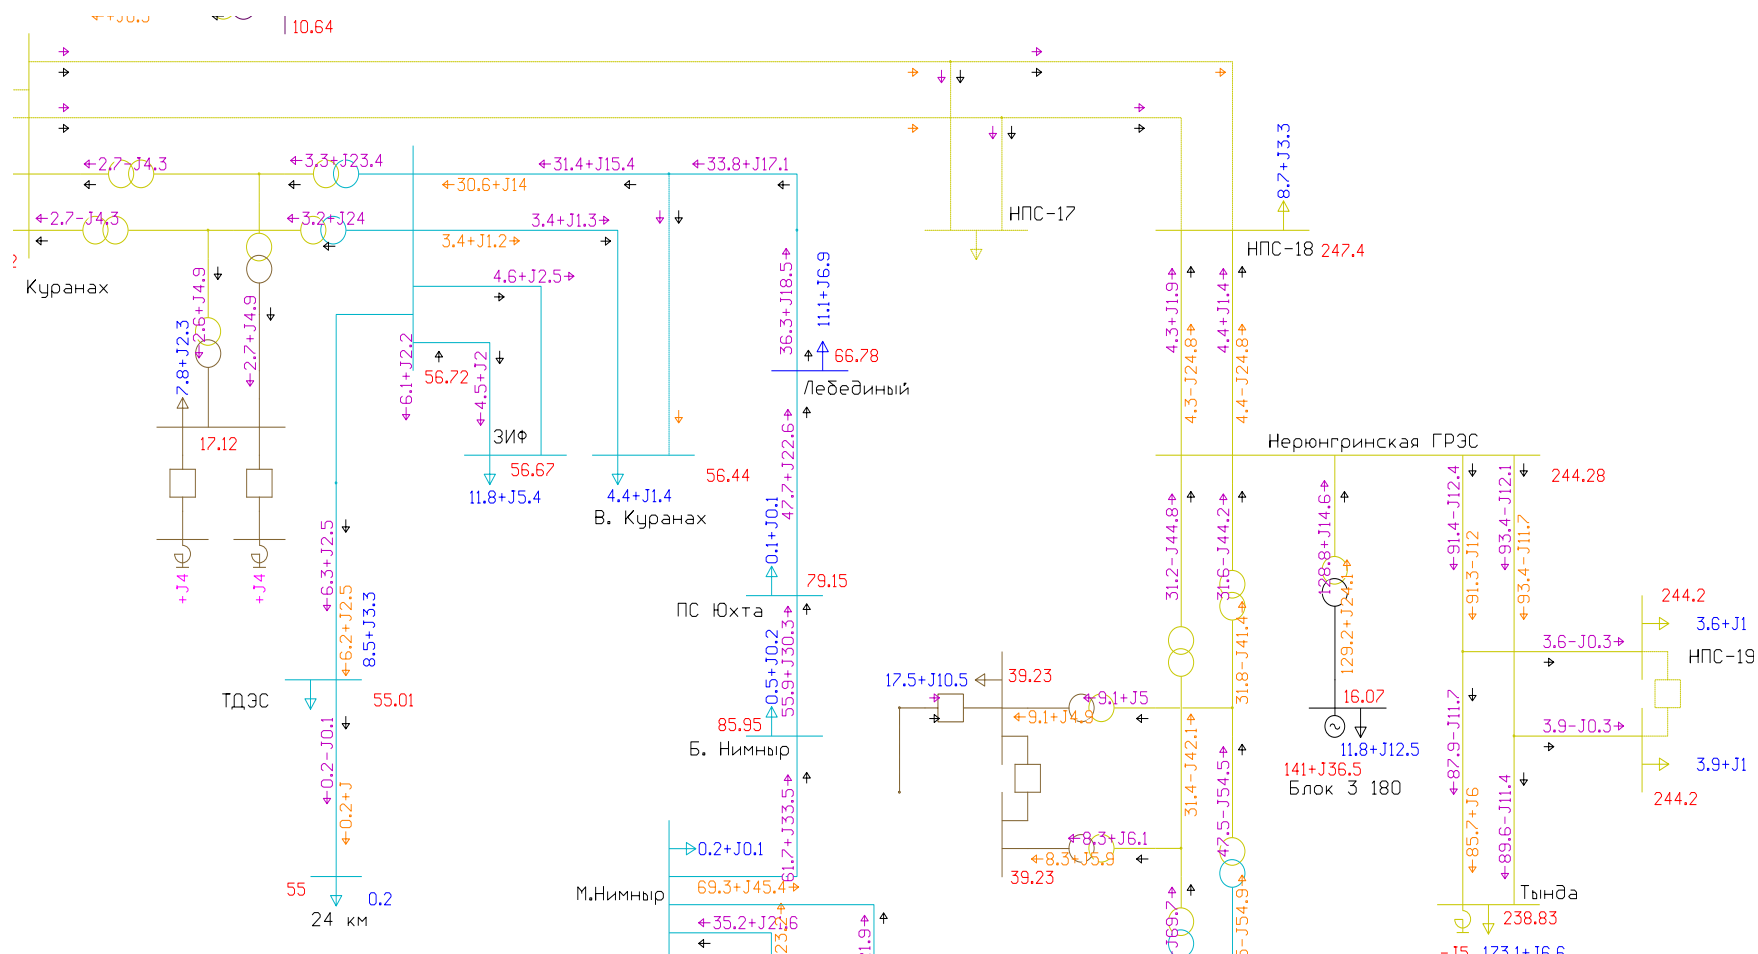 10.64
2.7-J4.3
3.3+J23.4
31.4+J15.4
33.8+J17.1
30.6+J14
8.7+J3.3
2.7-J4.3
3.2+J24
3.4+J1.3
3.4+J1.2
НПС-17
НПС-18
247.4
Куранах
2.6+J4.9
2.7+J4.9
7.8+J2.3
4.6+J2.5
6.1+J2.2
56.72
4.5+J2
36.3+J18.5
11.1+J6.9
66.78
Лебединый
4.3+J1.9
4.4+J1.4
4.3-J24.8
4.4-J24.8
17.12
ЗИФ
56.67
11.8+J5.4
56.44
4.4+J1.4
В. Куранах
47.7+J22.6
0.1+J0.1
Нерюнгринская ГРЭС
244.28
+J4
+J4
6.3+J2.5
6.2+J2.5
8.5+J3.3
79.15
ПС Юхта
0.5+J0.2
55.9+J30.3
31.2-J44.8
31.6-J44.2
128.8+J14.6
129.2+J24.1
91.4-J12.4
91.3-J12
93.4-J12.1
93.4-J11.7
244.2
3.6+J1
3.6-J0.3
НПС-19
ТДЭС
55.01
85.95
Б. Нимныр
17.5+J10.5
39.23
9.1+J5
9.1+J4.9
31.8-J41.4
31.4-J42.1
16.07
11.8+J12.5
141+J36.5
Блок 3 180
3.9-J0.3
3.9+J1
244.2
0.2-J0.1
0.2+J
61.7+J33.5
87.9-J11.7
85.7+J6
89.6-J11.4
47.5-J54.5
8.3+J6.1
8.3+J5.9
39.23
0.2+J0.1
69.3+J45.4
М.Нимныр
55
0.2
24 км
35.2+J21.6
Тында
238.83